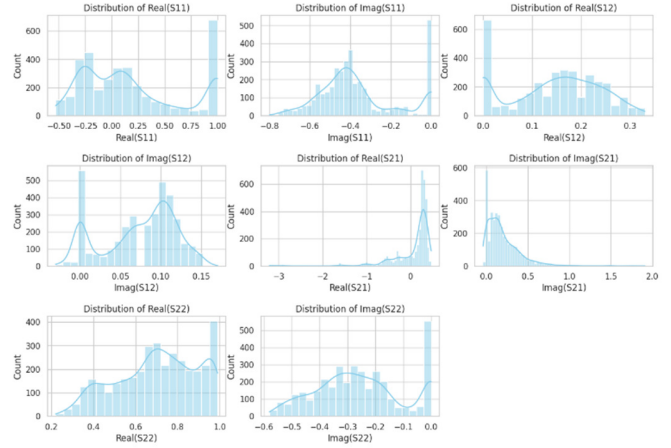 Distribution of Real(S11)
Distribution of Imag(S11)
Distribution of Real(S12)
Count
600
400
200
0
-0.50 -0.25 0.00 0.25 0.50 0.75 1.00
Real(S11)
Count
500
400
300
200
100
0
-0.8 -0.6 -0.4 -0.2 0.0
Imag(S11)
Count
600
400
200
0
0.0 0.1 0.2 0.3
Real(S12)
Distribution of Imag(S12)
Distribution of Real(S21)
Distribution of Imag(S21)
Count
500
400
300
200
100
0
0.00 0.05 0.10 0.15
Imag(S12)
Count
600
400
200
0
−3 −2 −1 0
Real(S21)
Count
600
400
200
0
0.0 0.5 1.0 1.5 2.0
Imag(S21)
Distribution of Real(S22)
Distribution of Imag(S22)
Count
400
300
200
100
0
0.2 0.4 0.6 0.8 1.0
Real(S22)
Count
500
400
300
200
100
0
−0.6 −0.5 −0.4 −0.3 −0.2 −0.1 0.0
Imag(S22)